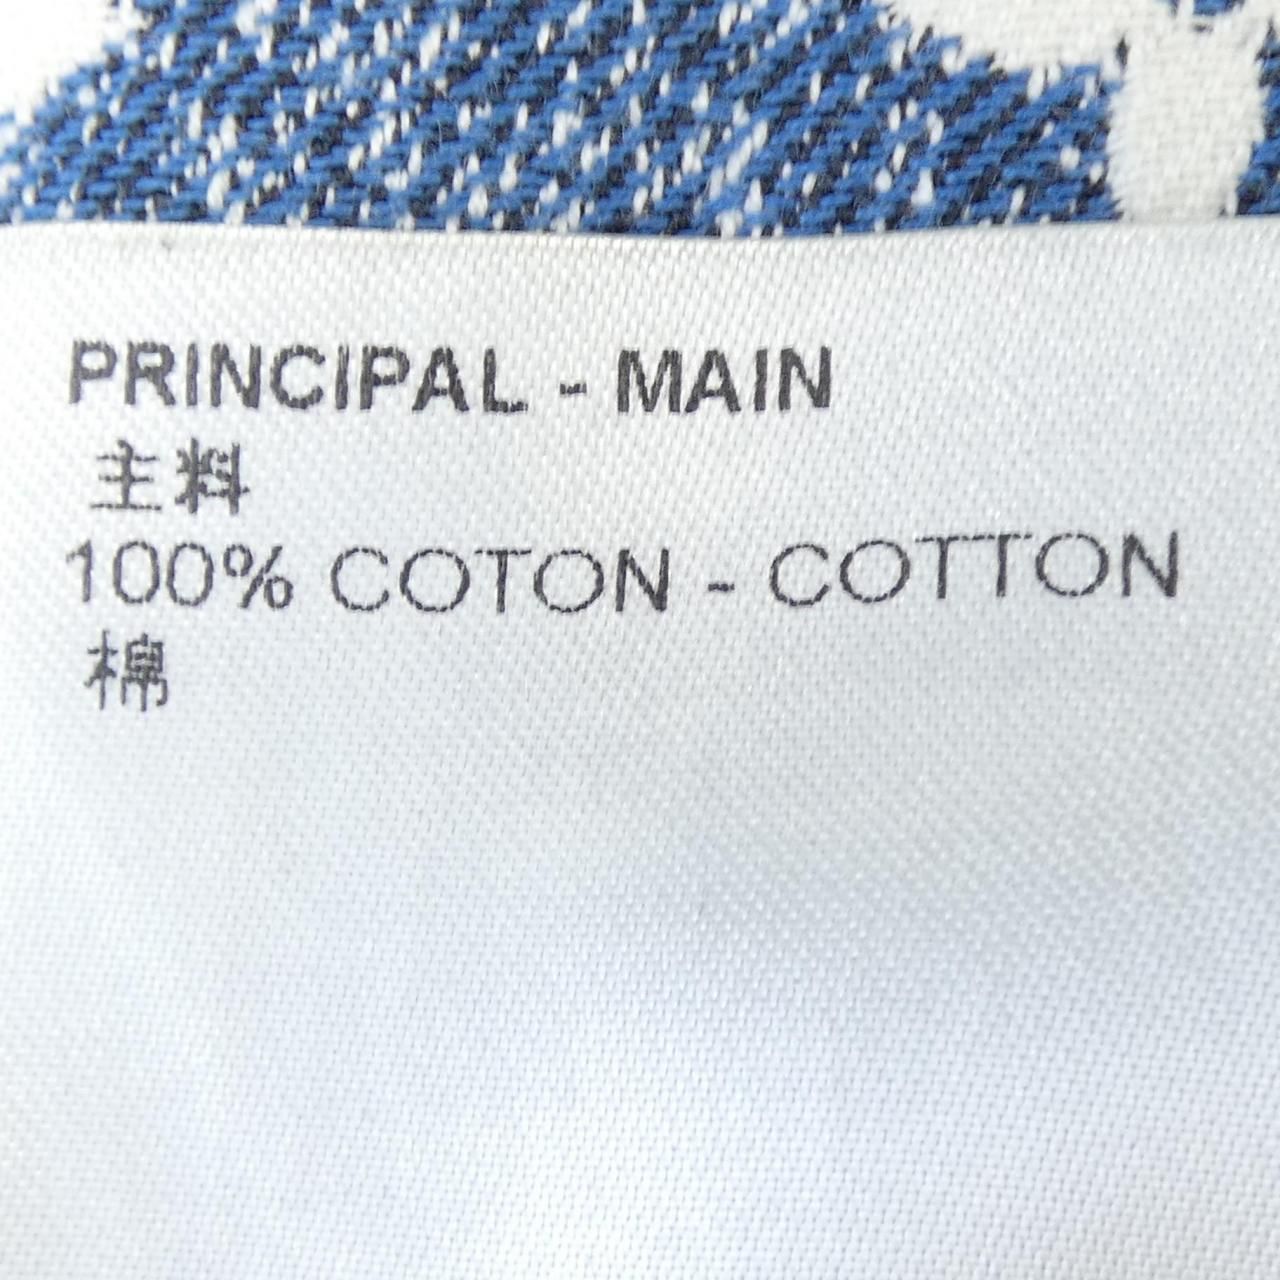 PRINCIPAL - MAIN
主料
100% COTON - COTTON
棉